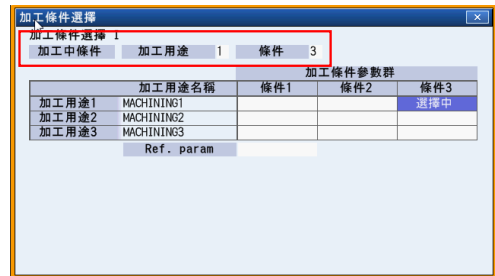 加工條件選擇
加工條件選擇 I
加工中條件 加工用途 1 條件 3
加工條件參數群
加工用途名稱 條件1 條件2 條件3
加工用途1 MACHINING1 選擇中
加工用途2 MACHINING2
加工用途3 MACHINING3
Ref. param